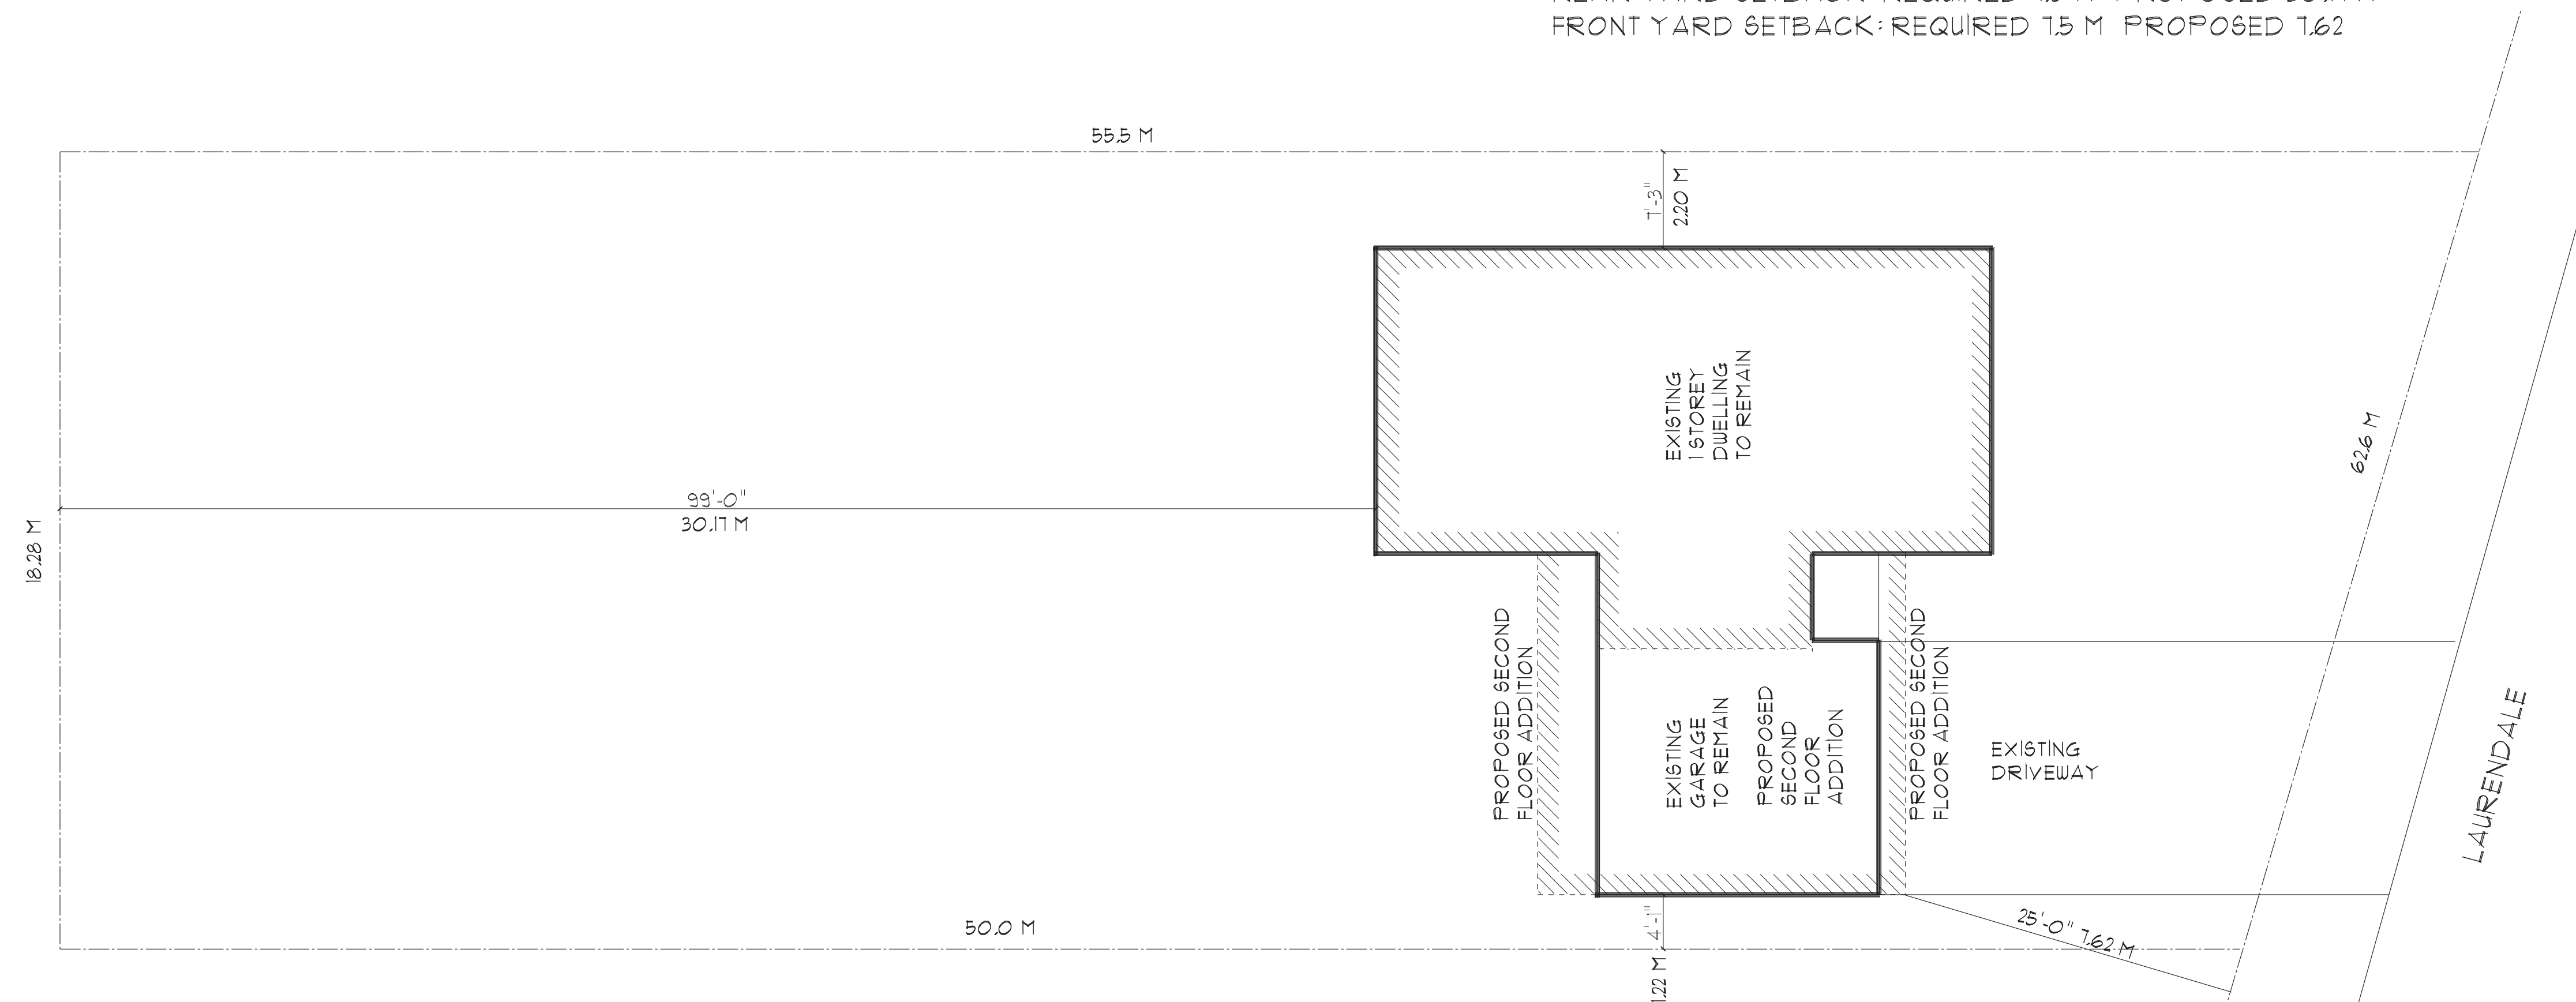 FRONT YARD SETBACK: REQUIRED 7.5 M PROPOSED 7.62
55.5 M
7'-3"
2.20 M
EXISTING
1 STOREY
DWELLING
TO REMAIN
62.6 M
99'-0"
30.17 M
18.28 M
PROPOSED SECOND
FLOOR ADDITION
EXISTING
GARAGE
TO REMAIN
PROPOSED
SECOND
FLOOR
ADDITION
PROPOSED SECOND
FLOOR ADDITION
EXISTING
DRIVEWAY
LAURENDALE
50.0 M
4'-1"
1.22 M
25'-0" 7.62 M